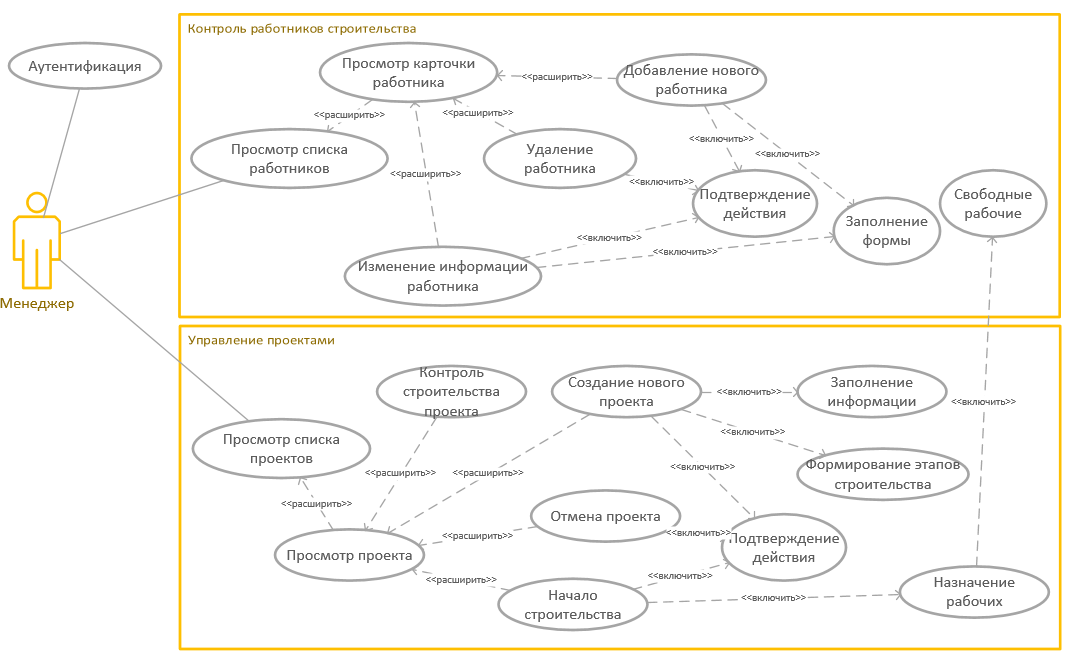 Контроль работников строительства
Аутентификация
Просмотр карточки
работника
<<расширить>>
Добавление нового
работника
<<расширить>>
<<расширить>>
<<включить>>
<<включить>>
Просмотр списка
работников
Удаление
работника
<<расширить>>
<<включить>>
Подтверждение
действия
Свободные
рабочие
Заполнение
формы
<<включить>>
<<включить>>
Изменение информации
работника
Менеджер
Управление проектами
Контроль
строительства
проекта
Создание нового
проекта
<<включить>>
Заполнение
информации
<<включить>>
<<включить>>
Просмотр списка
проектов
<<расширить>>
<<расширить>>
<<включить>>
Формирование этапов
строительства
<<расширить>>
Отмена проекта
<<включить>>
Подтверждение
действия
<<расширить>>
Просмотр проекта
<<расширить>>
<<включить>>
Начало
строительства
<<включить>>
Назначение
рабочих